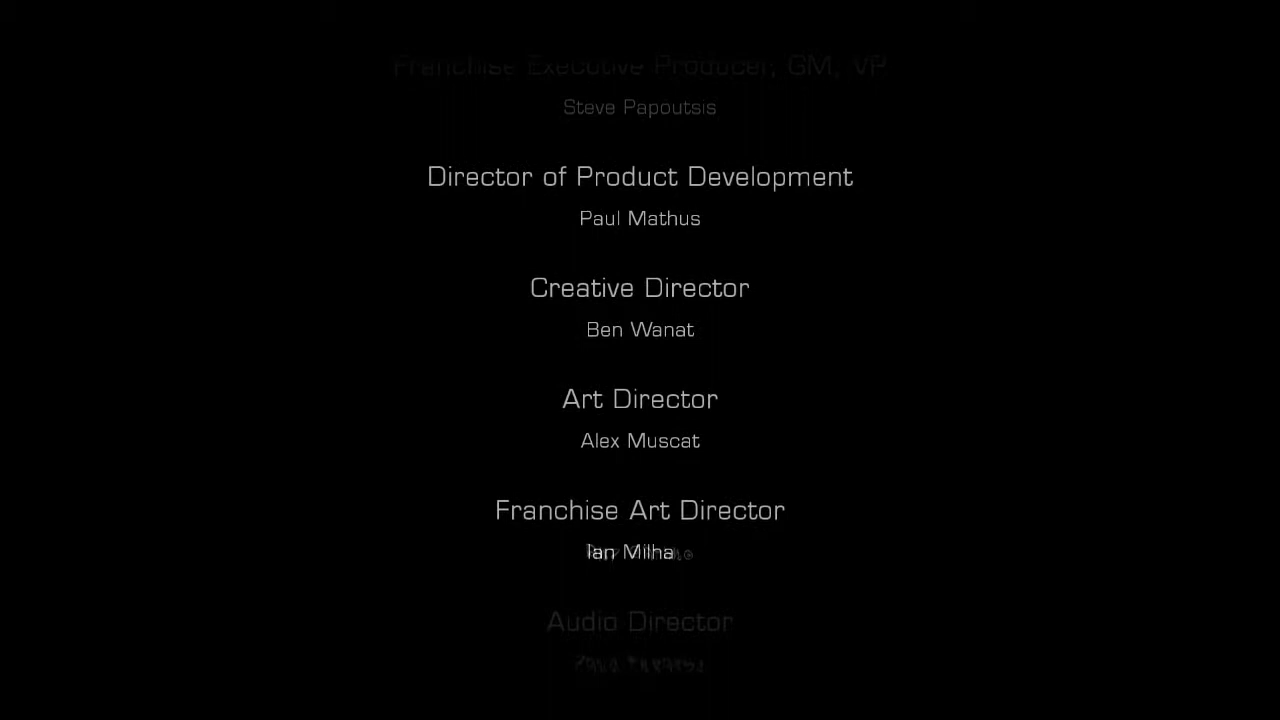 Franchise Executive Producer, GM, VP
Steve Papoutsis
Director of Product Development
Paul Mathus
Creative Director
Ben Wanat
Art Director
Alex Muscat
Franchise Art Director
Ian Milha
Audio Director